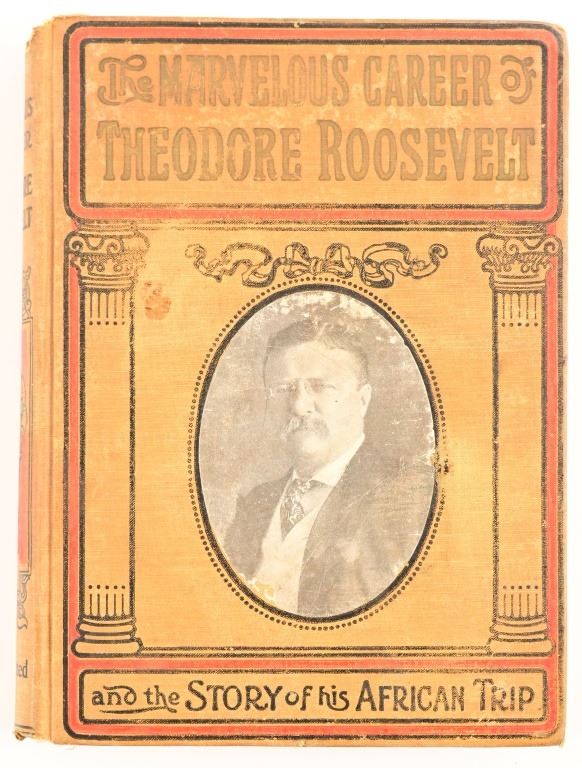 The MARVELOUS CAREER of
THEODORE ROOSEVELT
and the STORY of his AFRICAN TRIP